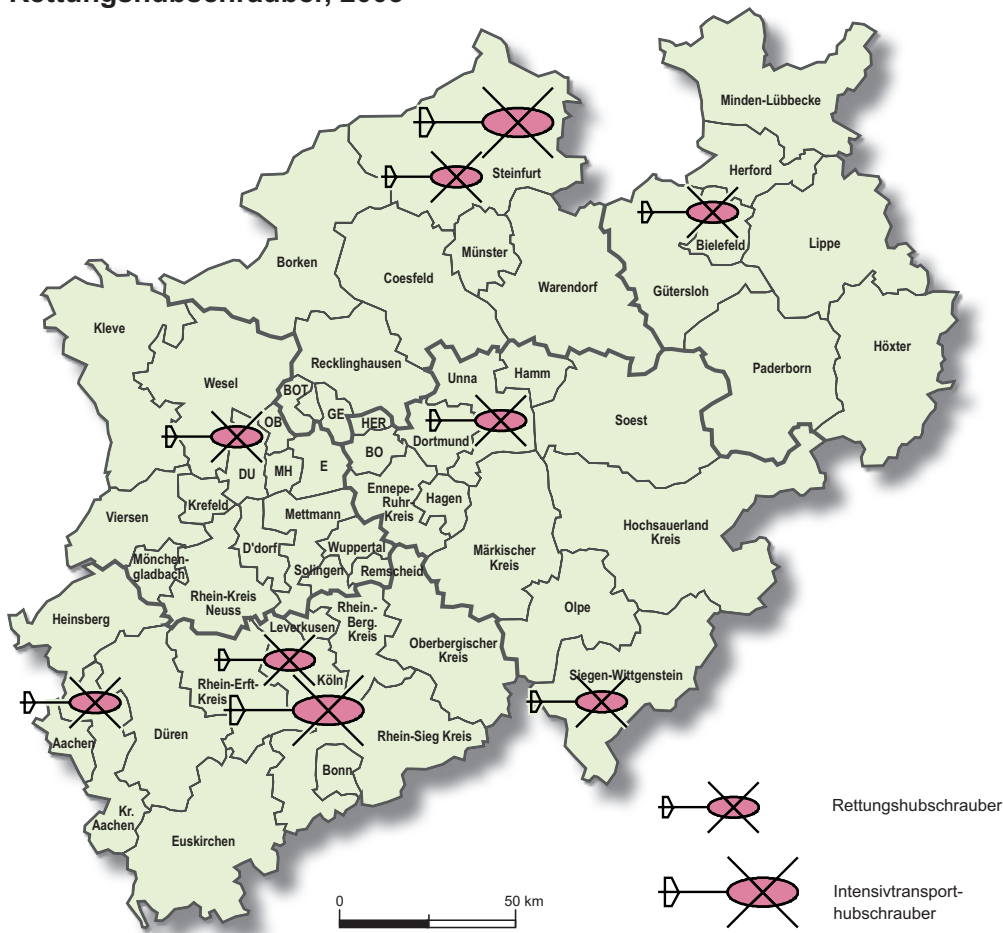 Minden-Lübbecke
Herford
Steinfurt
Bielefeld
Lippe
Münster
Borken
Coesfeld
Warendorf
Gütersloh
Kleve
Höxter
Recklinghausen
Paderborn
Wesel
Unna
Hamm
BOT
GE
HER
OB
Dortmund
Soest
BO
E
MH
DU
Ennepe-
Ruhr-
Kreis
Hagen
Krefeld
Viersen
Mettmann
Hochsauerland
Kreis
D'dorf
Wuppertal
Märkischer
Kreis
Mönchen-
gladbach
Solingen
Remscheid
Rhein-Kreis
Neuss
Olpe
Heinsberg
Rhein.-
Berg.
Kreis
Leverkusen
Oberbergischer
Kreis
Köln
Rhein-Erft-
Kreis
Siegen-Wittgenstein
Düren
Rhein-Sieg Kreis
Aachen
Bonn
Kr.
Aachen
Euskirchen
Rettungshubschrauber
Intensivtransport-
hubschrauber
0
50 km